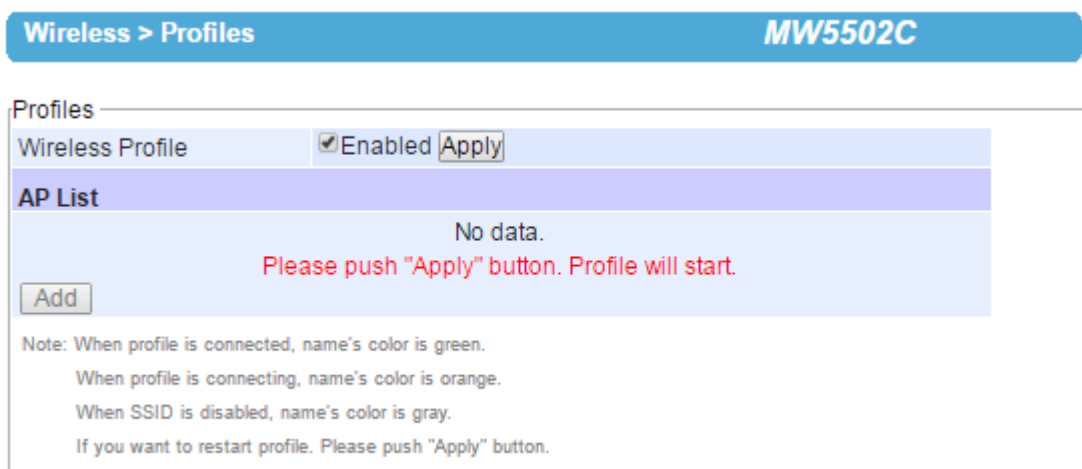 Wireless > Profiles MW5502C
Profiles
Wireless Profile Enabled Apply
AP List
No data.
Please push "Apply" button. Profile will start.
Add
Note: When profile is connected, name's color is green.
When profile is connecting, name's color is orange.
When SSID is disabled, name's color is gray.
If you want to restart profile. Please push "Apply" button.